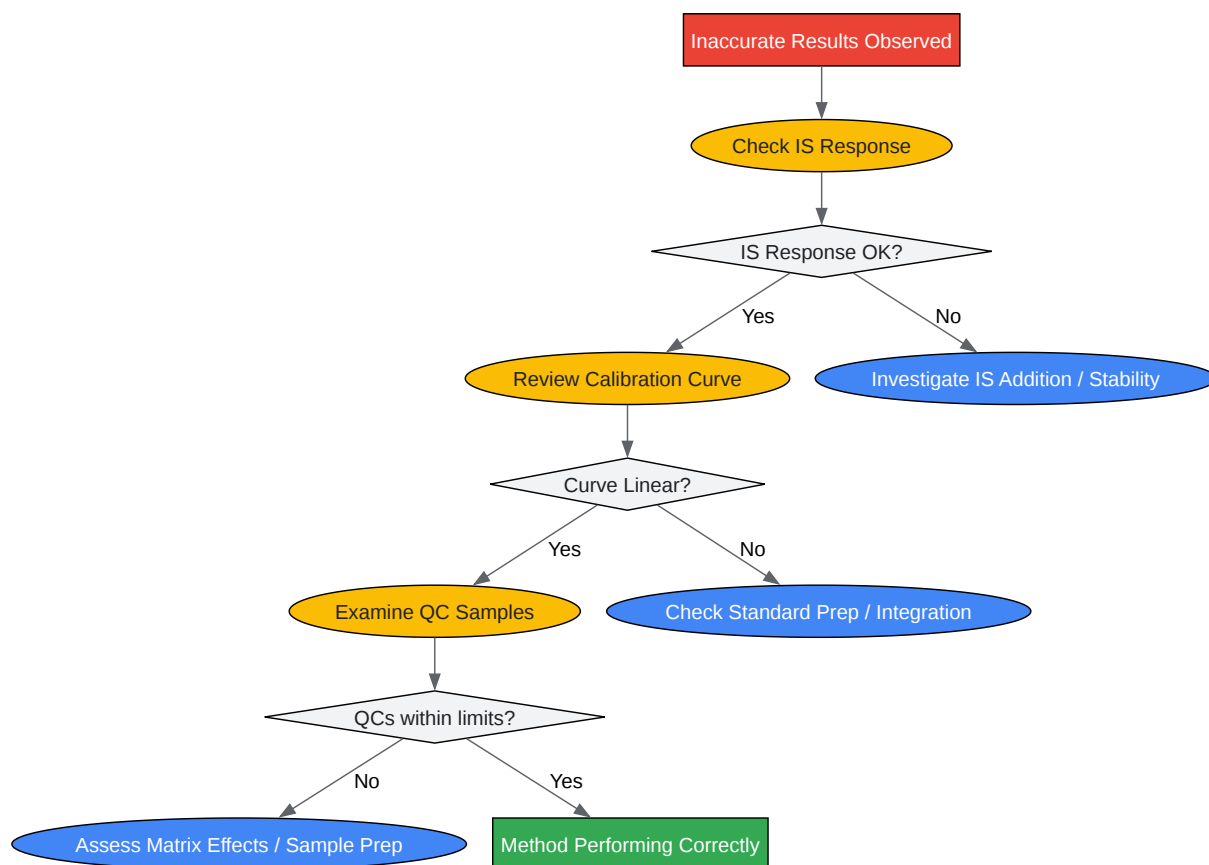 Inaccurate Results Observed
Check IS Response
IS Response OK?
Yes
No
Review Calibration Curve
Investigate IS Addition / Stability
Curve Linear?
Yes
No
Examine QC Samples
Check Standard Prep / Integration
QCs within limits?
No
Yes
Assess Matrix Effects / Sample Prep
Method Performing Correctly